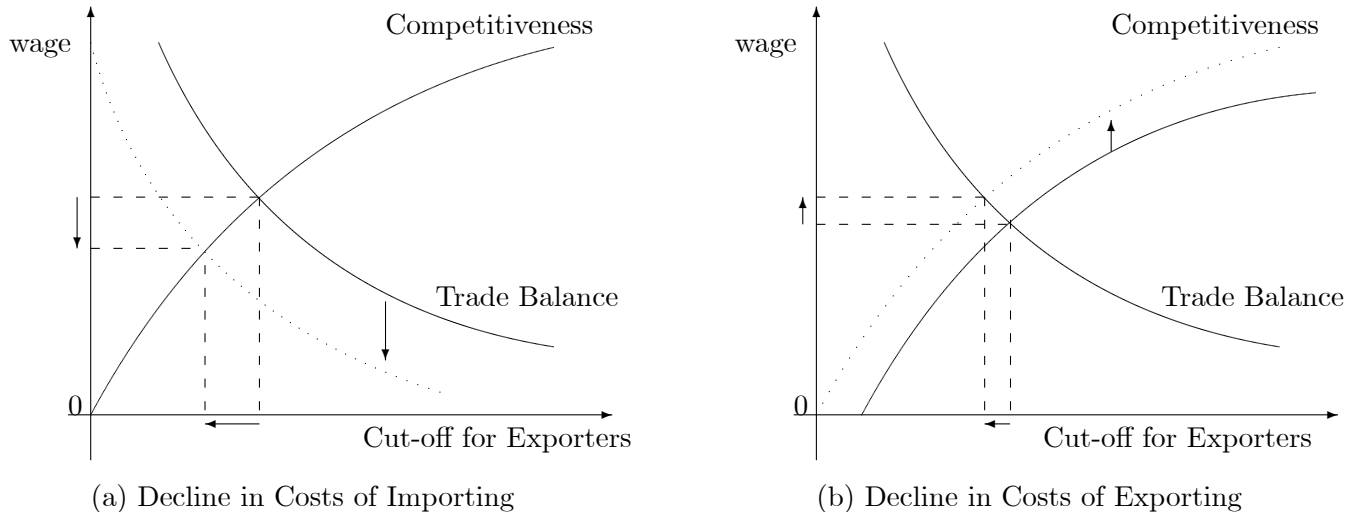 wage
Competitiveness
Trade Balance
0
Cut-off for Exporters
(a) Decline in Costs of Importing
wage
Competitiveness
Trade Balance
0
Cut-off for Exporters
(b) Decline in Costs of Exporting